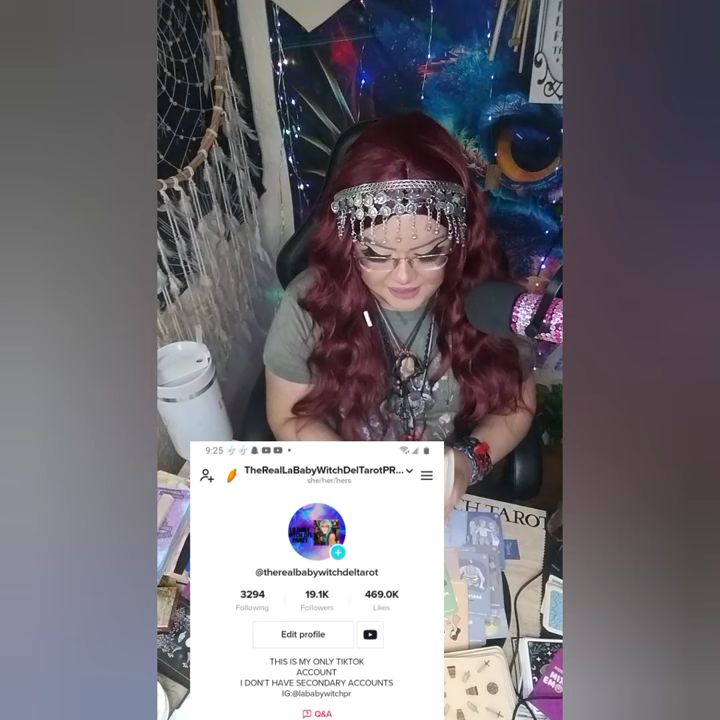 9:25
TheRealLaBabyWitchDelTarotPR...
she/her/hers
@therealbabywitchdeltarot
3294 19.1K 469.0K
Following Followers Likes
Edit profile
THIS IS MY ONLY TIKTOK
ACCOUNT
I DON'T HAVE SECONDARY ACCOUNTS
IG:@lababywitchpr
Q&A
TAROT